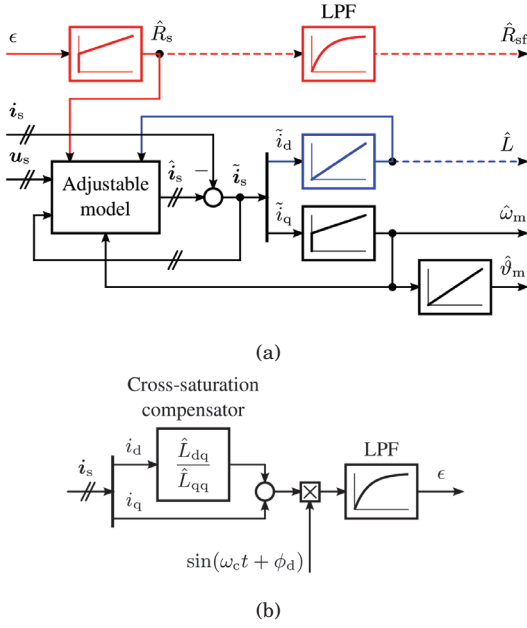 LPF
ϵ R̂s R̂sf
is ĩd L̂
us
Adjustable
model
îs − ĩs
ĩq ω̂m
ϑ̂m
(a)
Cross-saturation
compensator
LPF
is id L̂dq
L̂qq
iq ϵ
sin(ωct + ϕd)
(b)